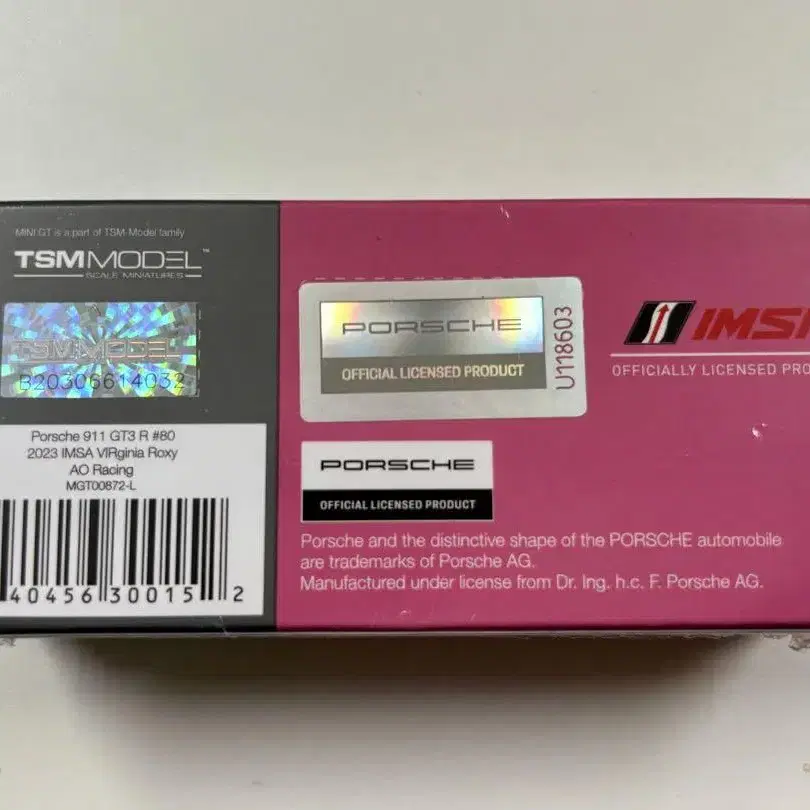 MINI GT is a part of TSM-Model family
TSMMODEL™
SCALE MINIATURES
TSMMODEL
B20306614032
Porsche 911 GT3 R #80
2023 IMSA VIRginia Roxy
AO Racing
MGT00872-L
40456 30015 2
PORSCHE
OFFICIAL LICENSED PRODUCT
U118603
PORSCHE
OFFICIAL LICENSED PRODUCT
Porsche and the distinctive shape of the PORSCHE automobile
are trademarks of Porsche AG.
Manufactured under license from Dr. Ing. h.c. F. Porsche AG.
IMSA
OFFICIALLY LICENSED PRO